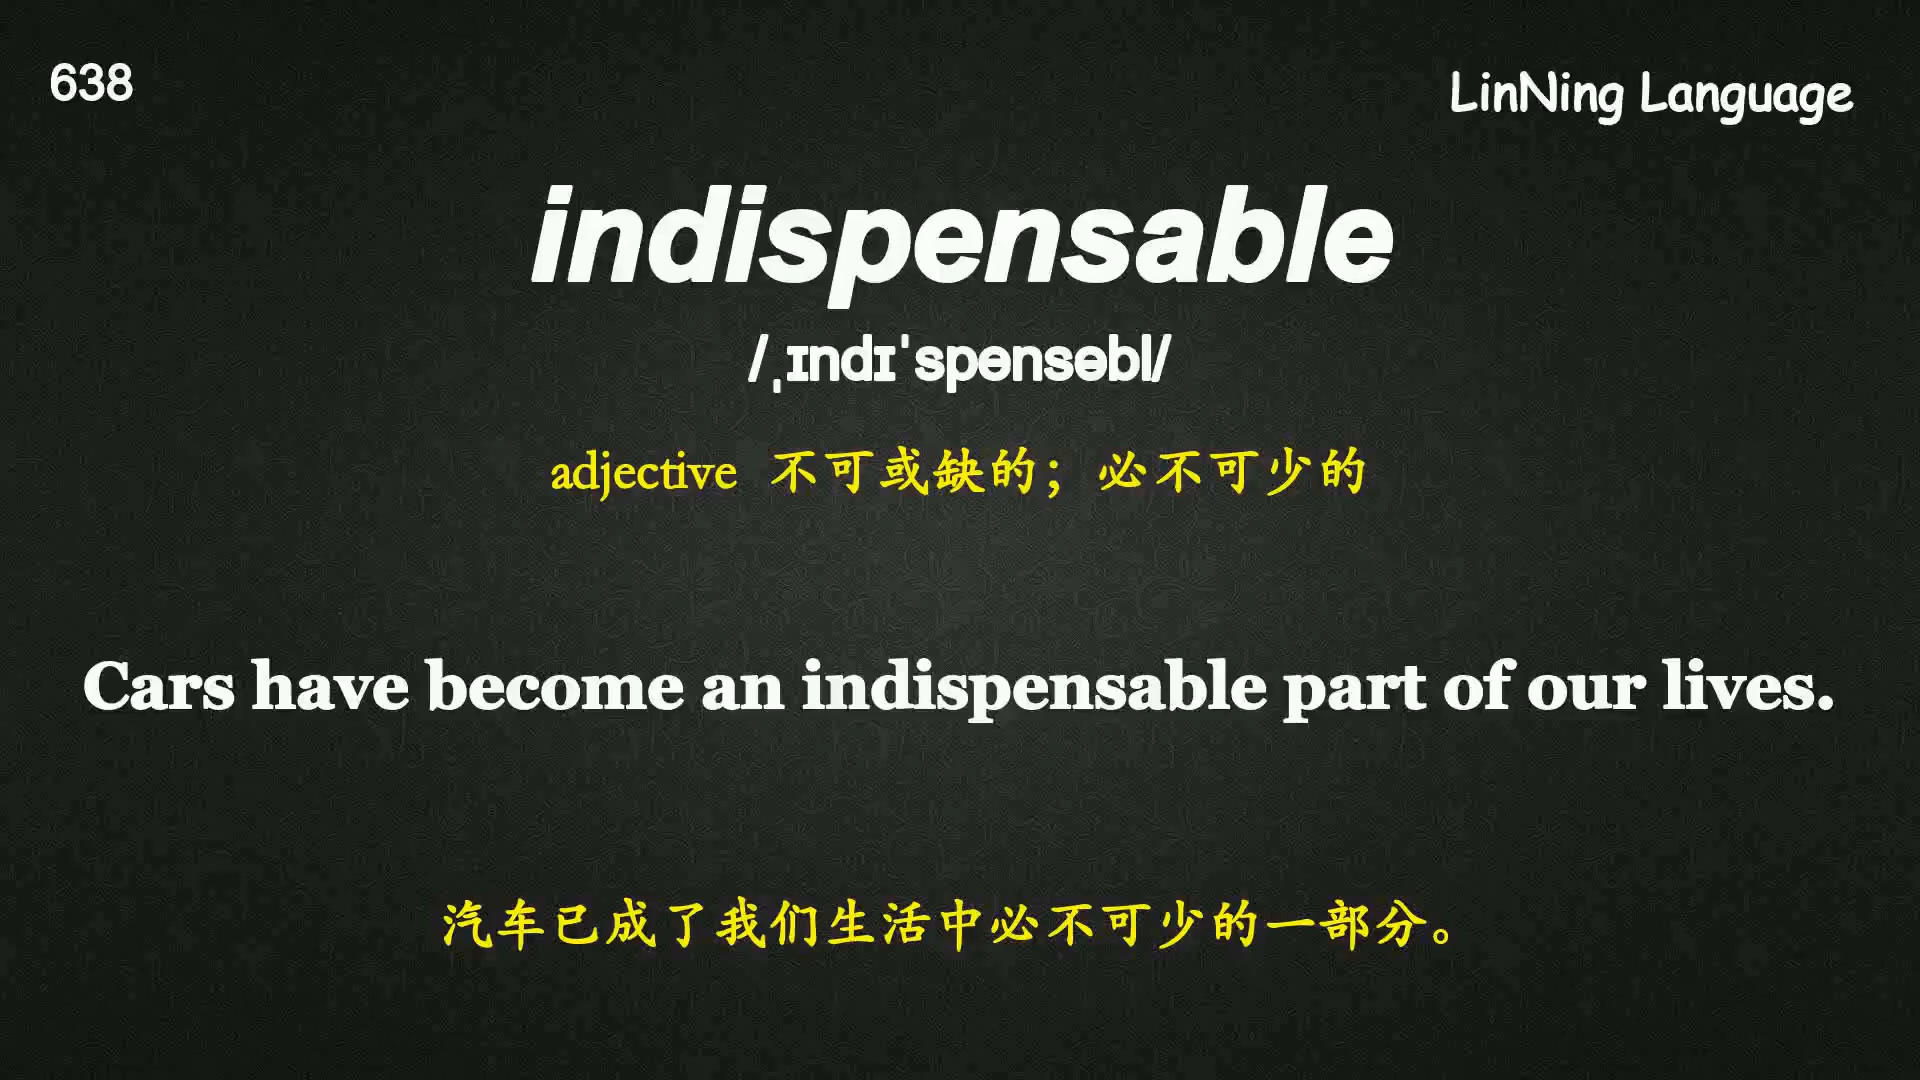 638
LinNing Language
indispensable
/ˌɪndɪˈspɘnsɘbl/
adjective 不可或缺的；必不可少的
Cars have become an indispensable part of our lives.
汽车已成了我们生活中必不可少的一部分。